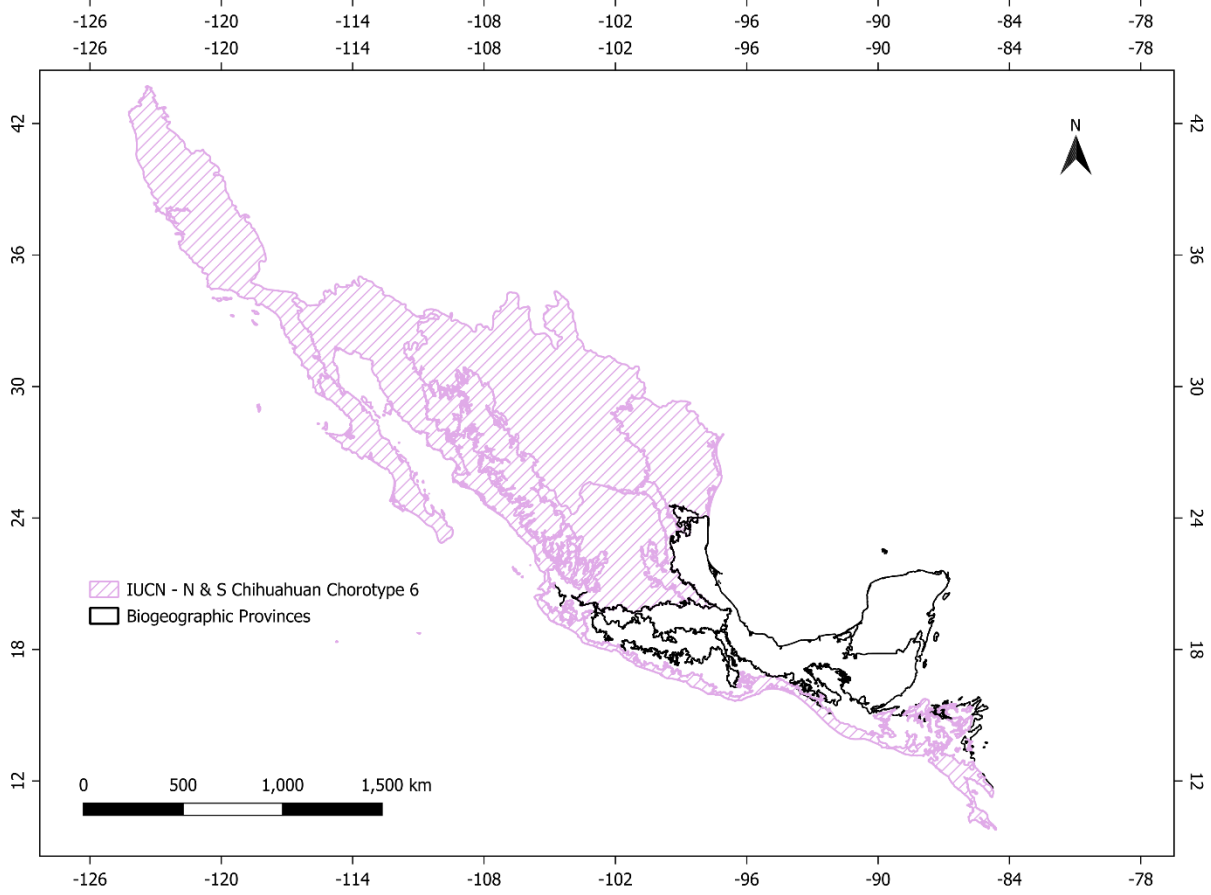 -126 -120 -114 -108 -102 -96 -90 -84 -78
-126 -120 -114 -108 -102 -96 -90 -84 -78
N
42 42
36 36
30 30
24 24
IUCN - N & S Chihuahuan Chorotype 6
Biogeographic Provinces
18 18
12 12
0 500 1,000 1,500 km
-126 -120 -114 -108 -102 -96 -90 -84 -78